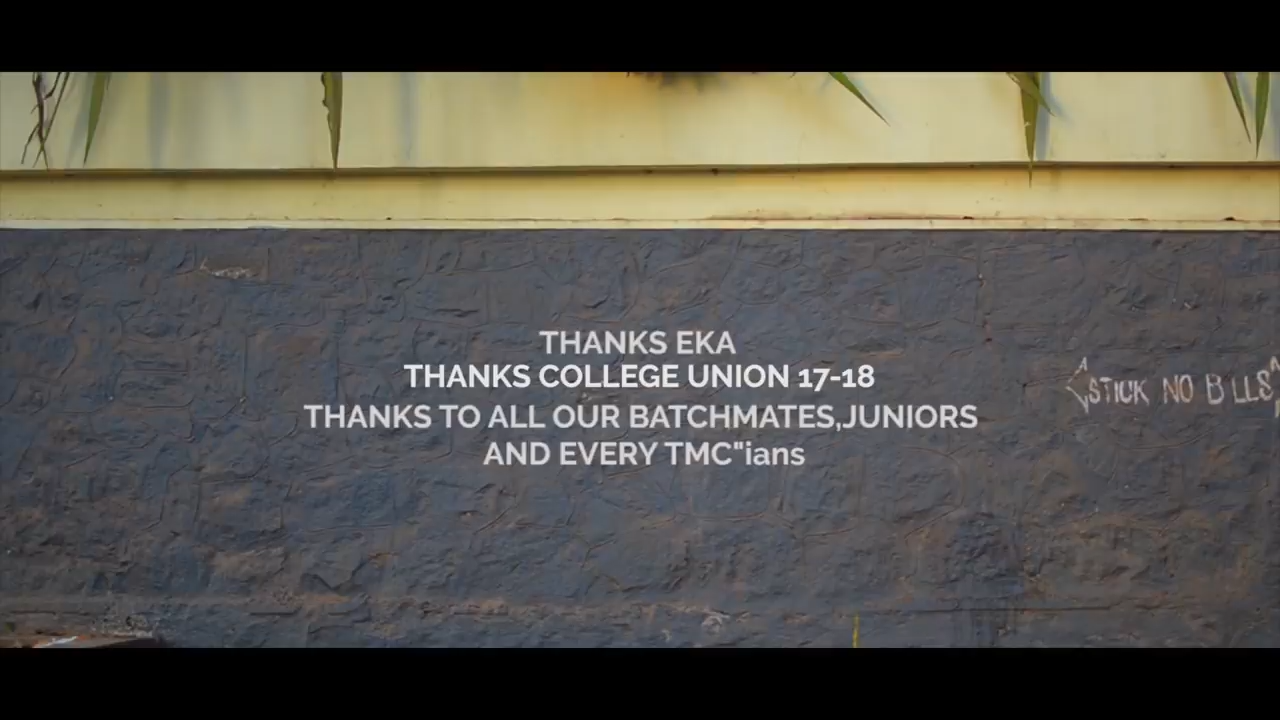 THANKS EKA
THANKS COLLEGE UNION 17-18
THANKS TO ALL OUR BATCHMATES,JUNIORS
AND EVERY TMC"ians
STICK NO BILLS